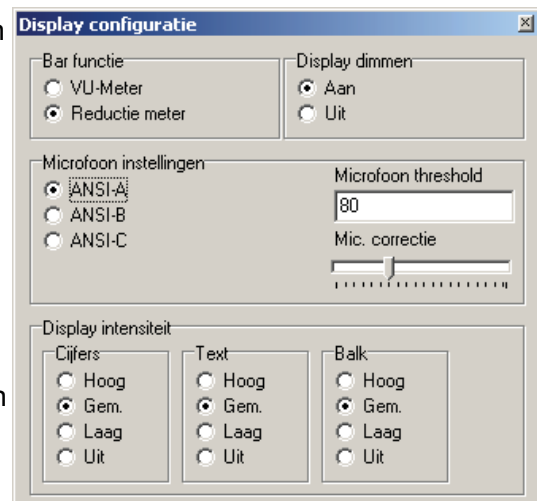 Display configuratie
Bar functie
VU-Meter
Reductie meter
Display dimmen
Aan
Uit
Microfoon instellingen
ANSI-A
ANSI-B
ANSI-C
Microfoon threshold
80
Mic. correctie
Display intensiteit
Cijfers
Hoog
Gem.
Laag
Uit
Text
Hoog
Gem.
Laag
Uit
Balk
Hoog
Gem.
Laag
Uit